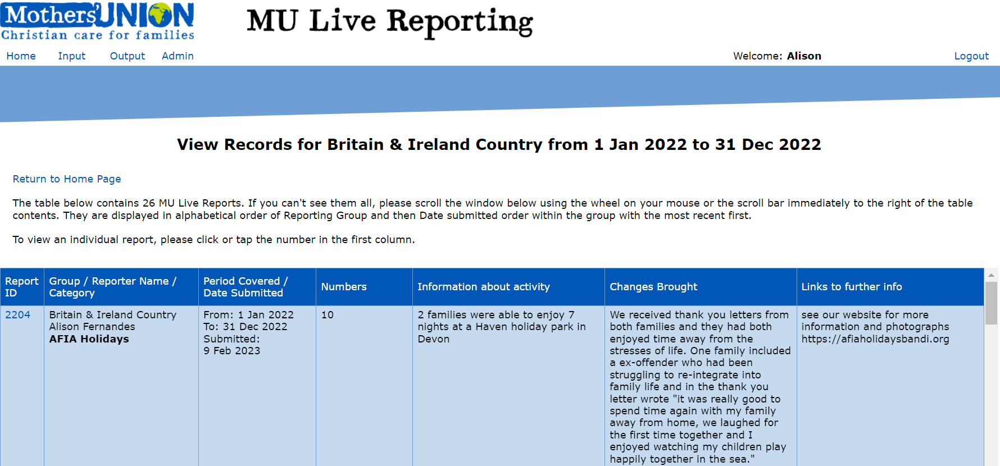 Mothers'UNION
Christian care for families
MU Live Reporting
Home Input Output Admin Welcome: Alison Logout
View Records for Britain & Ireland Country from 1 Jan 2022 to 31 Dec 2022
Return to Home Page
The table below contains 26 MU Live Reports. If you can't see them all, please scroll the window below using the wheel on your mouse or the scroll bar immediately to the right of the table
contents. They are displayed in alphabetical order of Reporting Group and then Date submitted order within the group with the most recent first.
To view an individual report, please click or tap the number in the first column.
Report
ID
Group / Reporter Name /
Category
Period Covered /
Date Submitted
Numbers
Information about activity
Changes Brought
Links to further info
2204
Britain & Ireland Country
Alison Fernandes
AFIA Holidays
From: 1 Jan 2022
To: 31 Dec 2022
Submitted:
9 Feb 2023
10
2 families were able to enjoy 7
nights at a Haven holiday park in
Devon
We received thank you letters from
both families and they had both
enjoyed time away from the
stresses of life. One family included
a ex-offender who had been
struggling to re-integrate into
family life and in the thank you
letter wrote "it was really good to
spend time again with my family
away from home, we laughed for
the first time together and I
enjoyed watching my children play
happily together in the sea."
see our website for more
information and photographs
https://afiaholidaysbandi.org